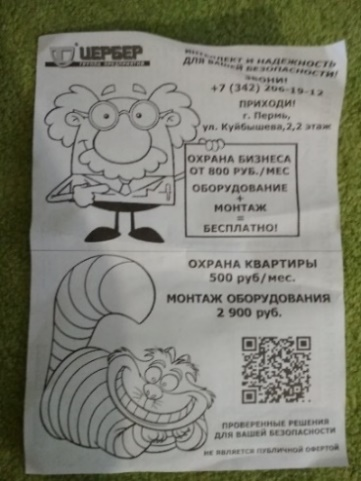 ЦЕРБЕР
ГРУППА ПРЕДПРИЯТИЙ
ИНТЕЛЛЕКТ И НАДЕЖНОСТЬ
ДЛЯ ВАШЕЙ БЕЗОПАСНОСТИ!
ЗВОНИ!
+7 (342) 206-19-12
ПРИХОДИ!
г. Пермь,
ул. Куйбышева,2,2 этаж
ОХРАНА БИЗНЕСА
ОТ 800 РУБ./МЕС
ОБОРУДОВАНИЕ
+
МОНТАЖ
=
БЕСПЛАТНО!
ОХРАНА КВАРТИРЫ
500 руб/мес.
МОНТАЖ ОБОРУДОВАНИЯ
2 900 руб.
ПРОВЕРЕННЫЕ РЕШЕНИЯ
ДЛЯ ВАШЕЙ БЕЗОПАСНОСТИ
НЕ ЯВЛЯЕТСЯ ПУБЛИЧНОЙ ОФЕРТОЙ